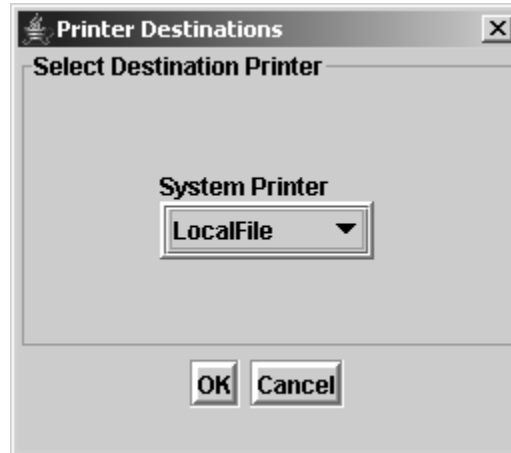 Printer Destinations
Select Destination Printer
System Printer
LocalFile
OK Cancel